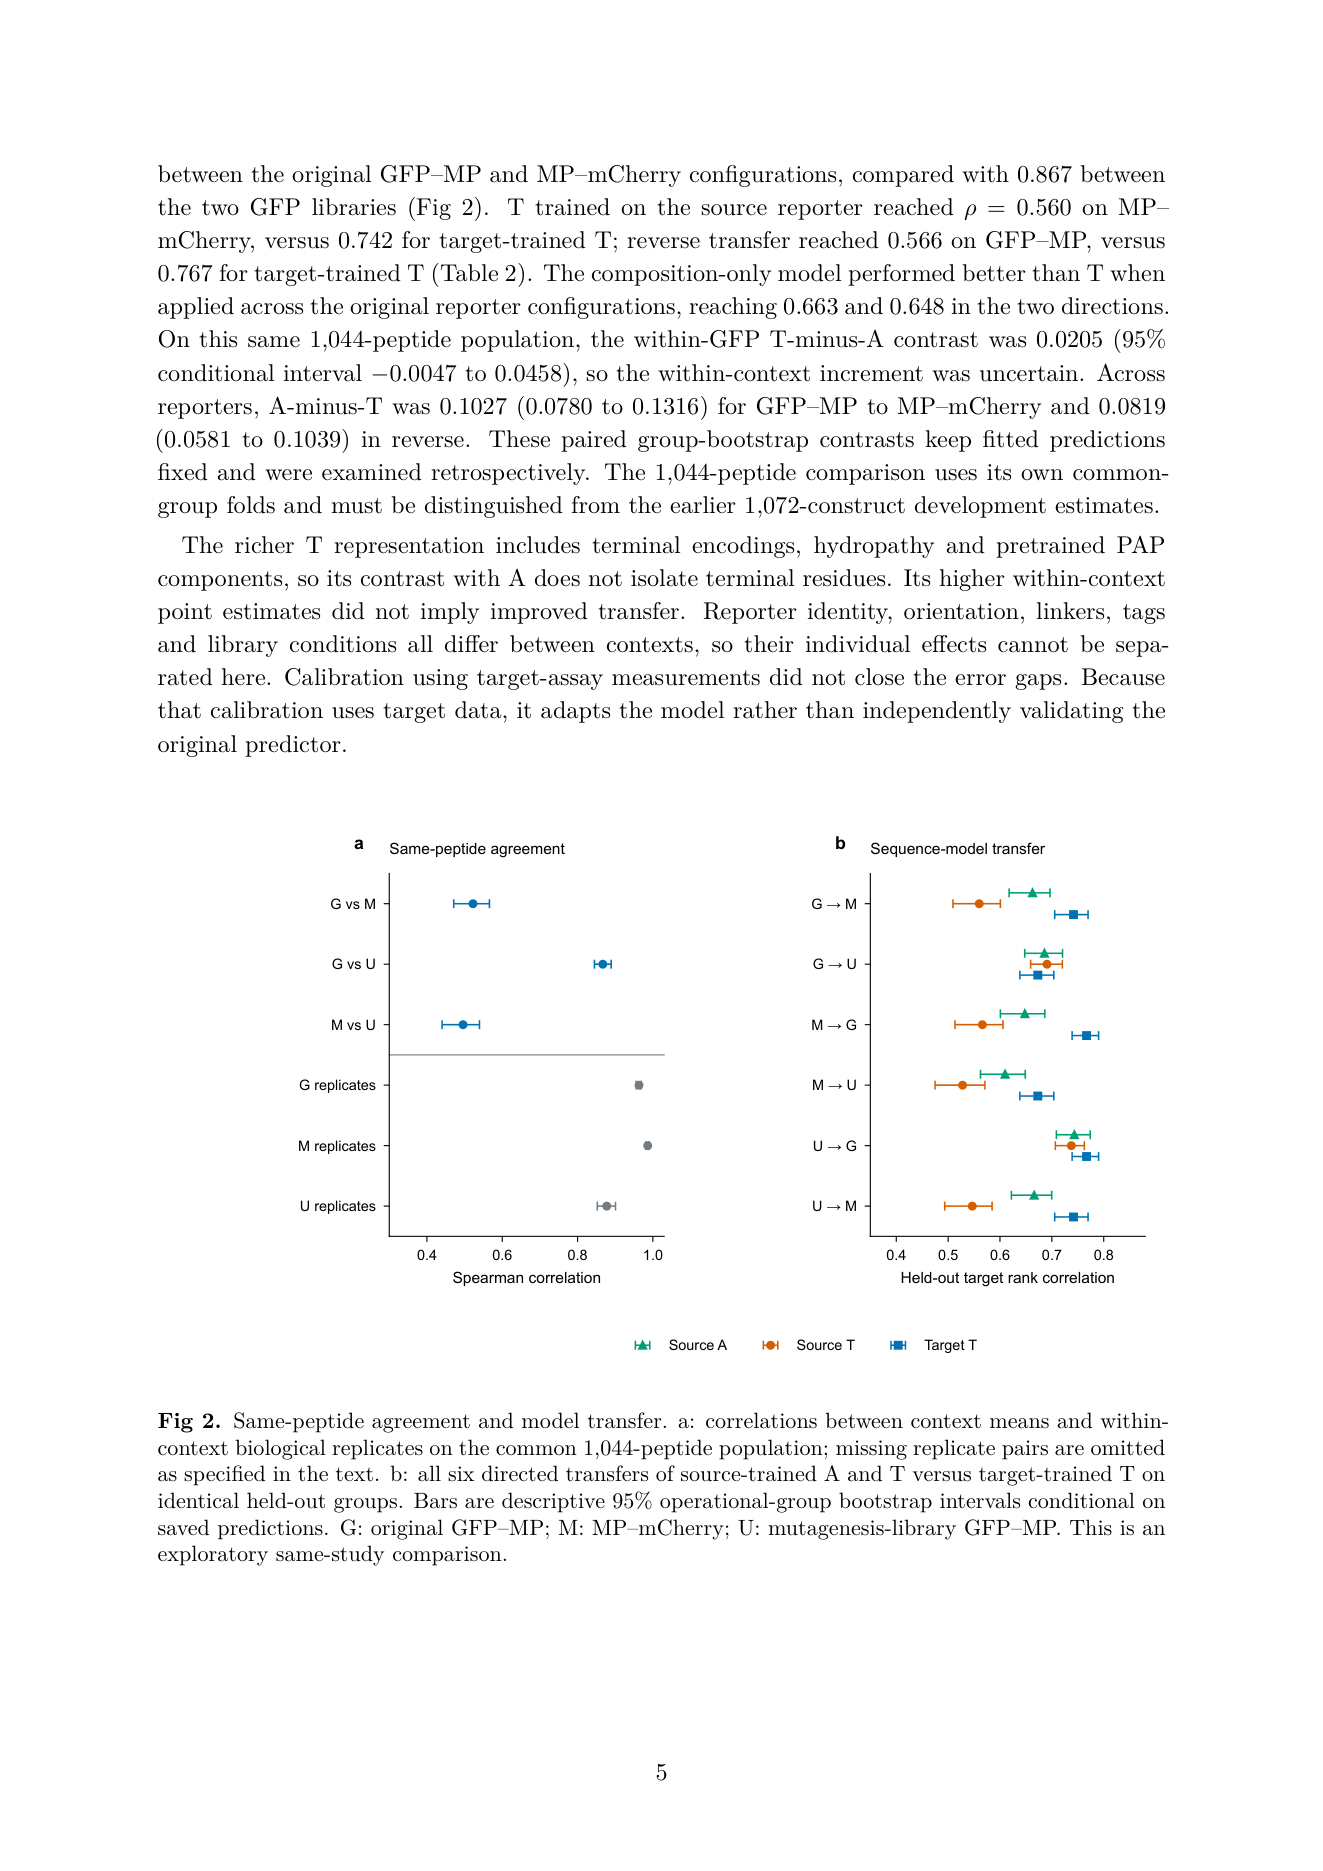 between the original GFP–MP and MP–mCherry configurations, compared with 0.867 between
the two GFP libraries (Fig 2). T trained on the source reporter reached ρ = 0.560 on MP–
mCherry, versus 0.742 for target-trained T; reverse transfer reached 0.566 on GFP–MP, versus
0.767 for target-trained T (Table 2). The composition-only model performed better than T when
applied across the original reporter configurations, reaching 0.663 and 0.648 in the two directions.
On this same 1,044-peptide population, the within-GFP T-minus-A contrast was 0.0205 (95%
conditional interval −0.0047 to 0.0458), so the within-context increment was uncertain. Across
reporters, A-minus-T was 0.1027 (0.0780 to 0.1316) for GFP–MP to MP–mCherry and 0.0819
(0.0581 to 0.1039) in reverse. These paired group-bootstrap contrasts keep fitted predictions
fixed and were examined retrospectively. The 1,044-peptide comparison uses its own common-
group folds and must be distinguished from the earlier 1,072-construct development estimates.
The richer T representation includes terminal encodings, hydropathy and pretrained PAP
components, so its contrast with A does not isolate terminal residues. Its higher within-context
point estimates did not imply improved transfer. Reporter identity, orientation, linkers, tags
and library conditions all differ between contexts, so their individual effects cannot be sepa-
rated here. Calibration using target-assay measurements did not close the error gaps. Because
that calibration uses target data, it adapts the model rather than independently validating the
original predictor.
a Same-peptide agreement
G vs M
G vs U
M vs U
G replicates
M replicates
U replicates
0.4 0.6 0.8 1.0
Spearman correlation
b Sequence-model transfer
G → M
G → U
M → G
M → U
U → G
U → M
0.4 0.5 0.6 0.7 0.8
Held-out target rank correlation
Source A Source T Target T
Fig 2. Same-peptide agreement and model transfer. a: correlations between context means and within-
context biological replicates on the common 1,044-peptide population; missing replicate pairs are omitted
as specified in the text. b: all six directed transfers of source-trained A and T versus target-trained T on
identical held-out groups. Bars are descriptive 95% operational-group bootstrap intervals conditional on
saved predictions. G: original GFP–MP; M: MP–mCherry; U: mutagenesis-library GFP–MP. This is an
exploratory same-study comparison.
5